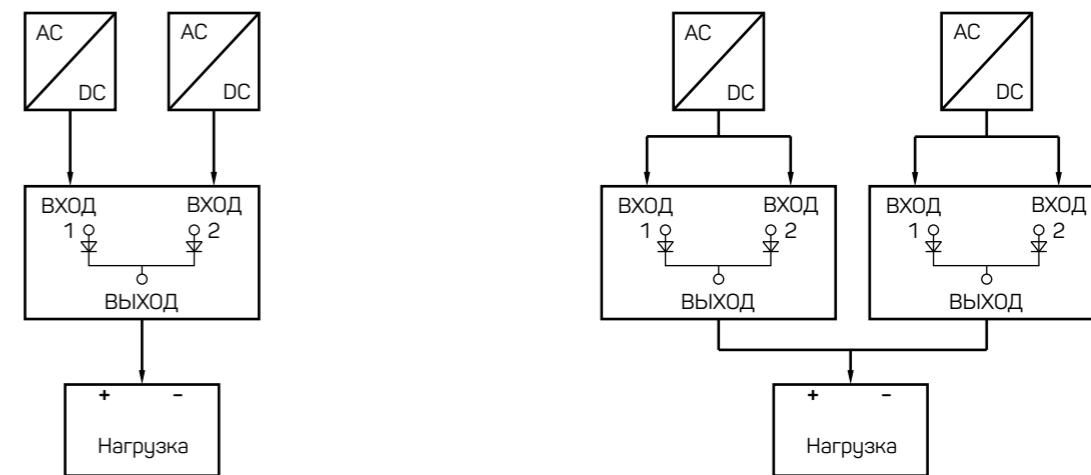 AC
DC
AC
DC
ВХОД
1
ВХОД
2
ВЫХОД
+ –
Нагрузка
AC
DC
AC
DC
ВХОД
1
ВХОД
2
ВЫХОД
ВХОД
1
ВХОД
2
ВЫХОД
+ –
Нагрузка